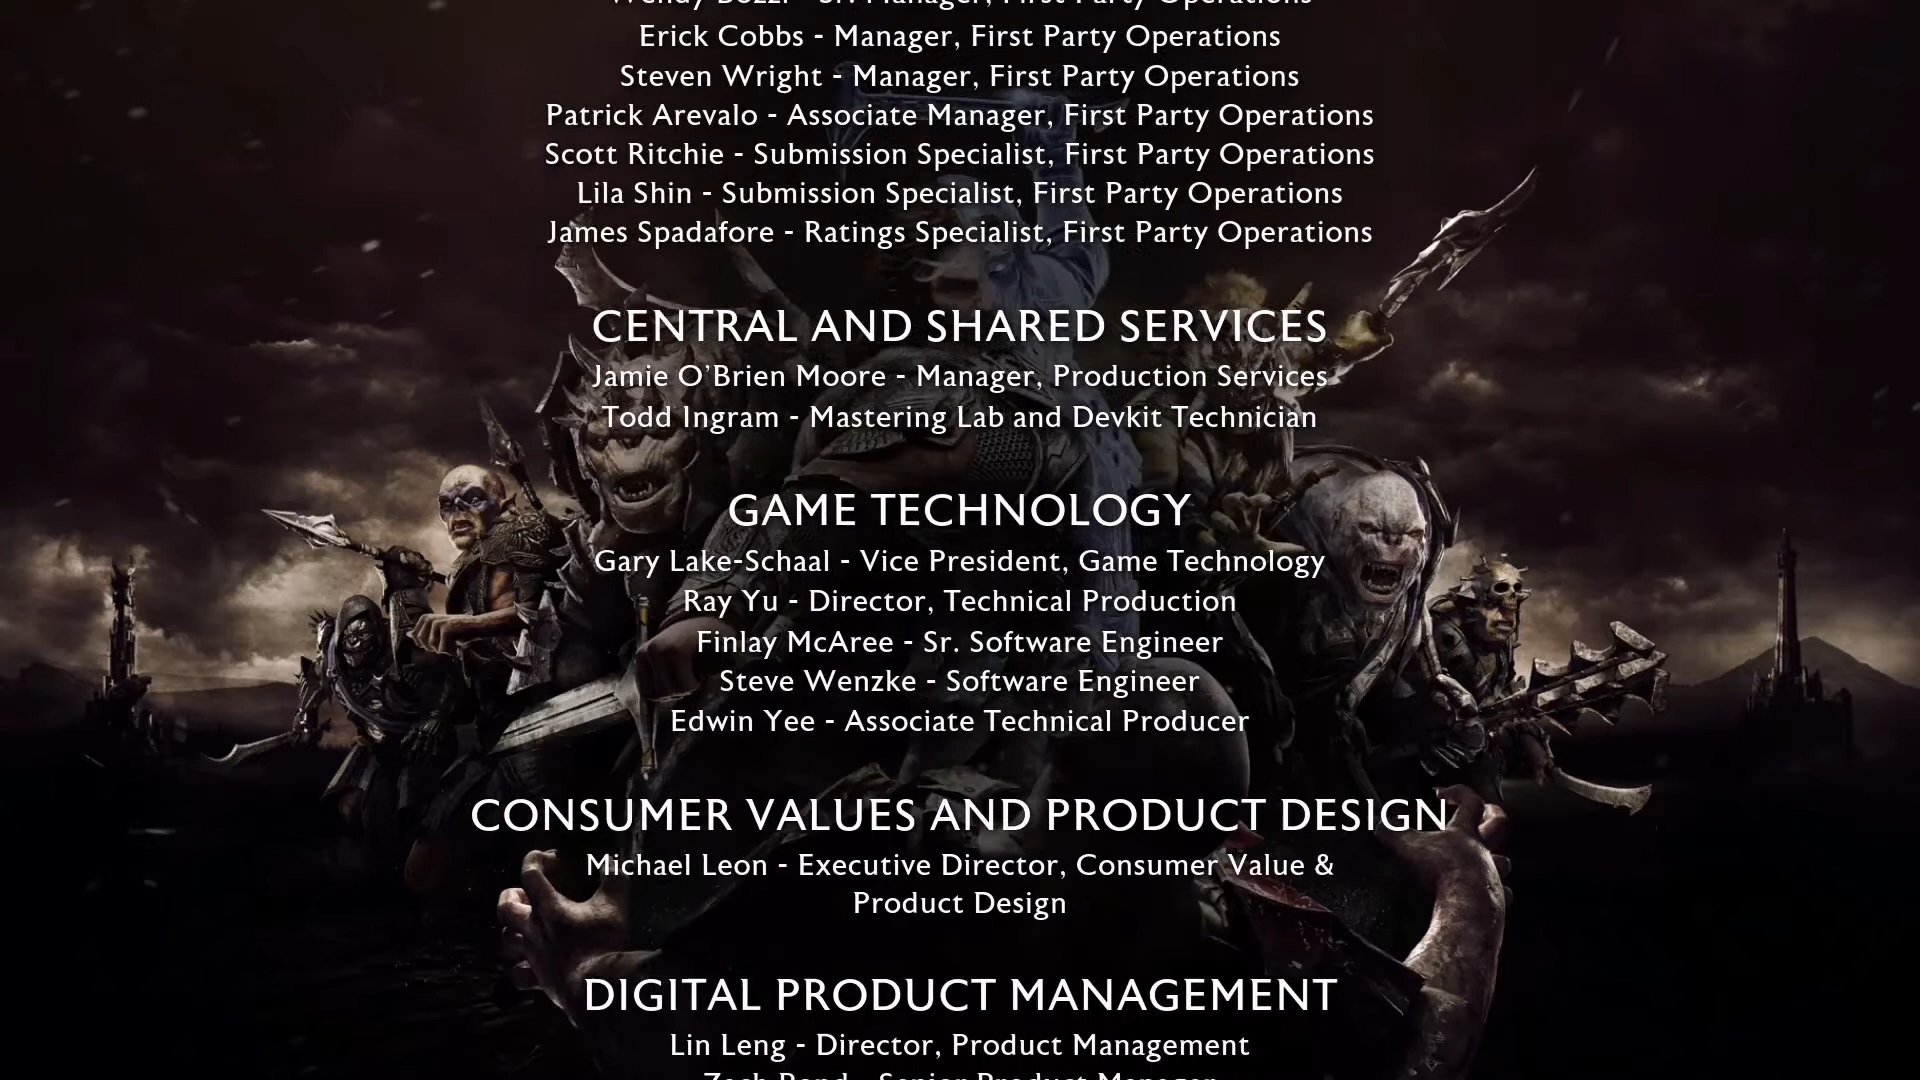 Erick Cobbs - Manager, First Party Operations
Steven Wright - Manager, First Party Operations
Patrick Arevalo - Associate Manager, First Party Operations
Scott Ritchie - Submission Specialist, First Party Operations
Lila Shin - Submission Specialist, First Party Operations
James Spadafore - Ratings Specialist, First Party Operations
CENTRAL AND SHARED SERVICES
Jamie O’Brien Moore - Manager, Production Services
Todd Ingram - Mastering Lab and Devkit Technician
GAME TECHNOLOGY
Gary Lake-Schaal - Vice President, Game Technology
Ray Yu - Director, Technical Production
Finlay McAree - Sr. Software Engineer
Steve Wenzke - Software Engineer
Edwin Yee - Associate Technical Producer
CONSUMER VALUES AND PRODUCT DESIGN
Michael Leon - Executive Director, Consumer Value &
Product Design
DIGITAL PRODUCT MANAGEMENT
Lin Leng - Director, Product Management